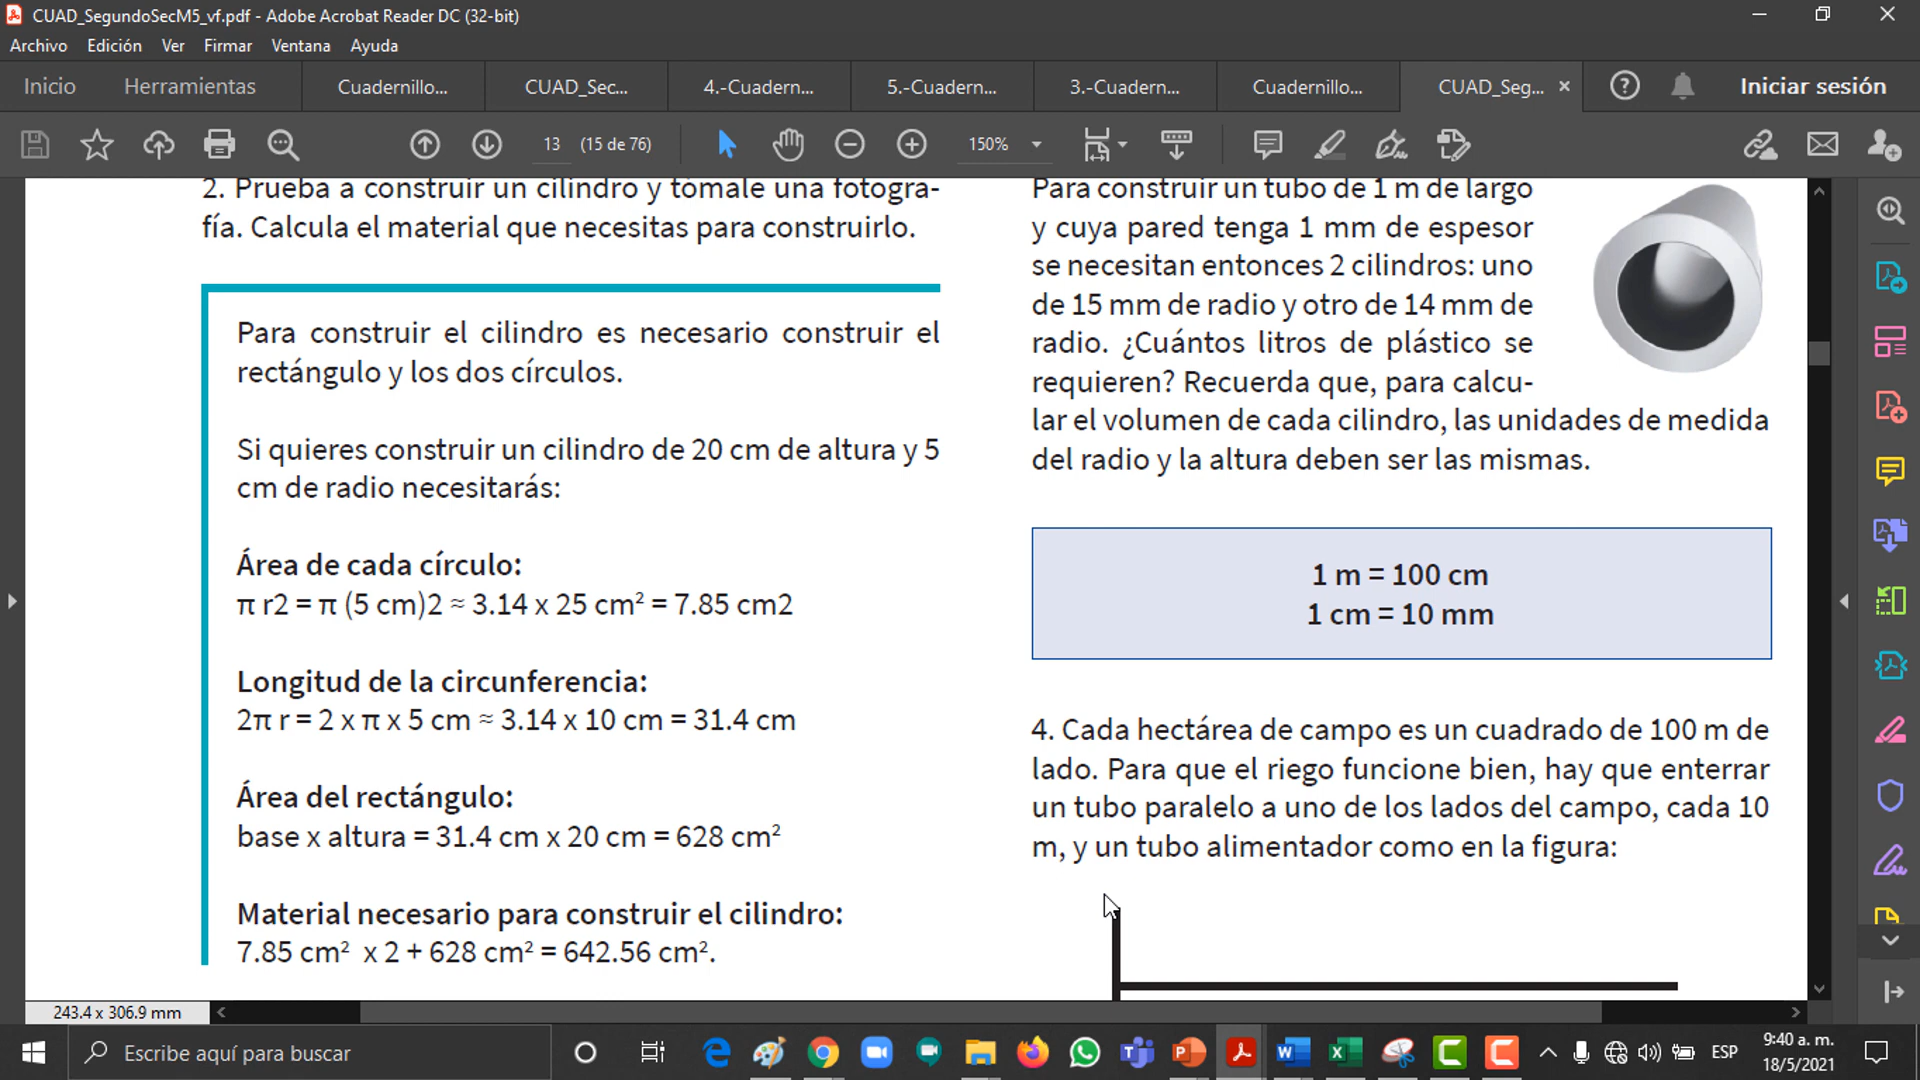 CUAD_SegundoSecM5_vf.pdf - Adobe Acrobat Reader DC (32-bit)
Archivo Edición Ver Firmar Ventana Ayuda
Inicio Herramientas Cuadernillo... CUAD_Sec... 4.-Cuadern... 5.-Cuadern... 3.-Cuadern... Cuadernillo... CUAD_Seg... Iniciar sesión
13 (15 de 76) 150%
2. Prueba a construir un cilindro y tómale una fotogra-
fía. Calcula el material que necesitas para construirlo.
Para construir el cilindro es necesario construir el
rectángulo y los dos círculos.
Si quieres construir un cilindro de 20 cm de altura y 5
cm de radio necesitarás:
Área de cada círculo:
π r2 = π (5 cm)2 ≈ 3.14 x 25 cm² = 7.85 cm2
Longitud de la circunferencia:
2π r = 2 x π x 5 cm ≈ 3.14 x 10 cm = 31.4 cm
Área del rectángulo:
base x altura = 31.4 cm x 20 cm = 628 cm²
Material necesario para construir el cilindro:
7.85 cm² x 2 + 628 cm² = 642.56 cm².
Para construir un tubo de 1 m de largo
y cuya pared tenga 1 mm de espesor
se necesitan entonces 2 cilindros: uno
de 15 mm de radio y otro de 14 mm de
radio. ¿Cuántos litros de plástico se
requieren? Recuerda que, para calcu-
lar el volumen de cada cilindro, las unidades de medida
del radio y la altura deben ser las mismas.
1 m = 100 cm
1 cm = 10 mm
4. Cada hectárea de campo es un cuadrado de 100 m de
lado. Para que el riego funcione bien, hay que enterrar
un tubo paralelo a uno de los lados del campo, cada 10
m, y un tubo alimentador como en la figura:
243.4 x 306.9 mm
Escribe aquí para buscar
ESP
9:40 a. m.
18/5/2021